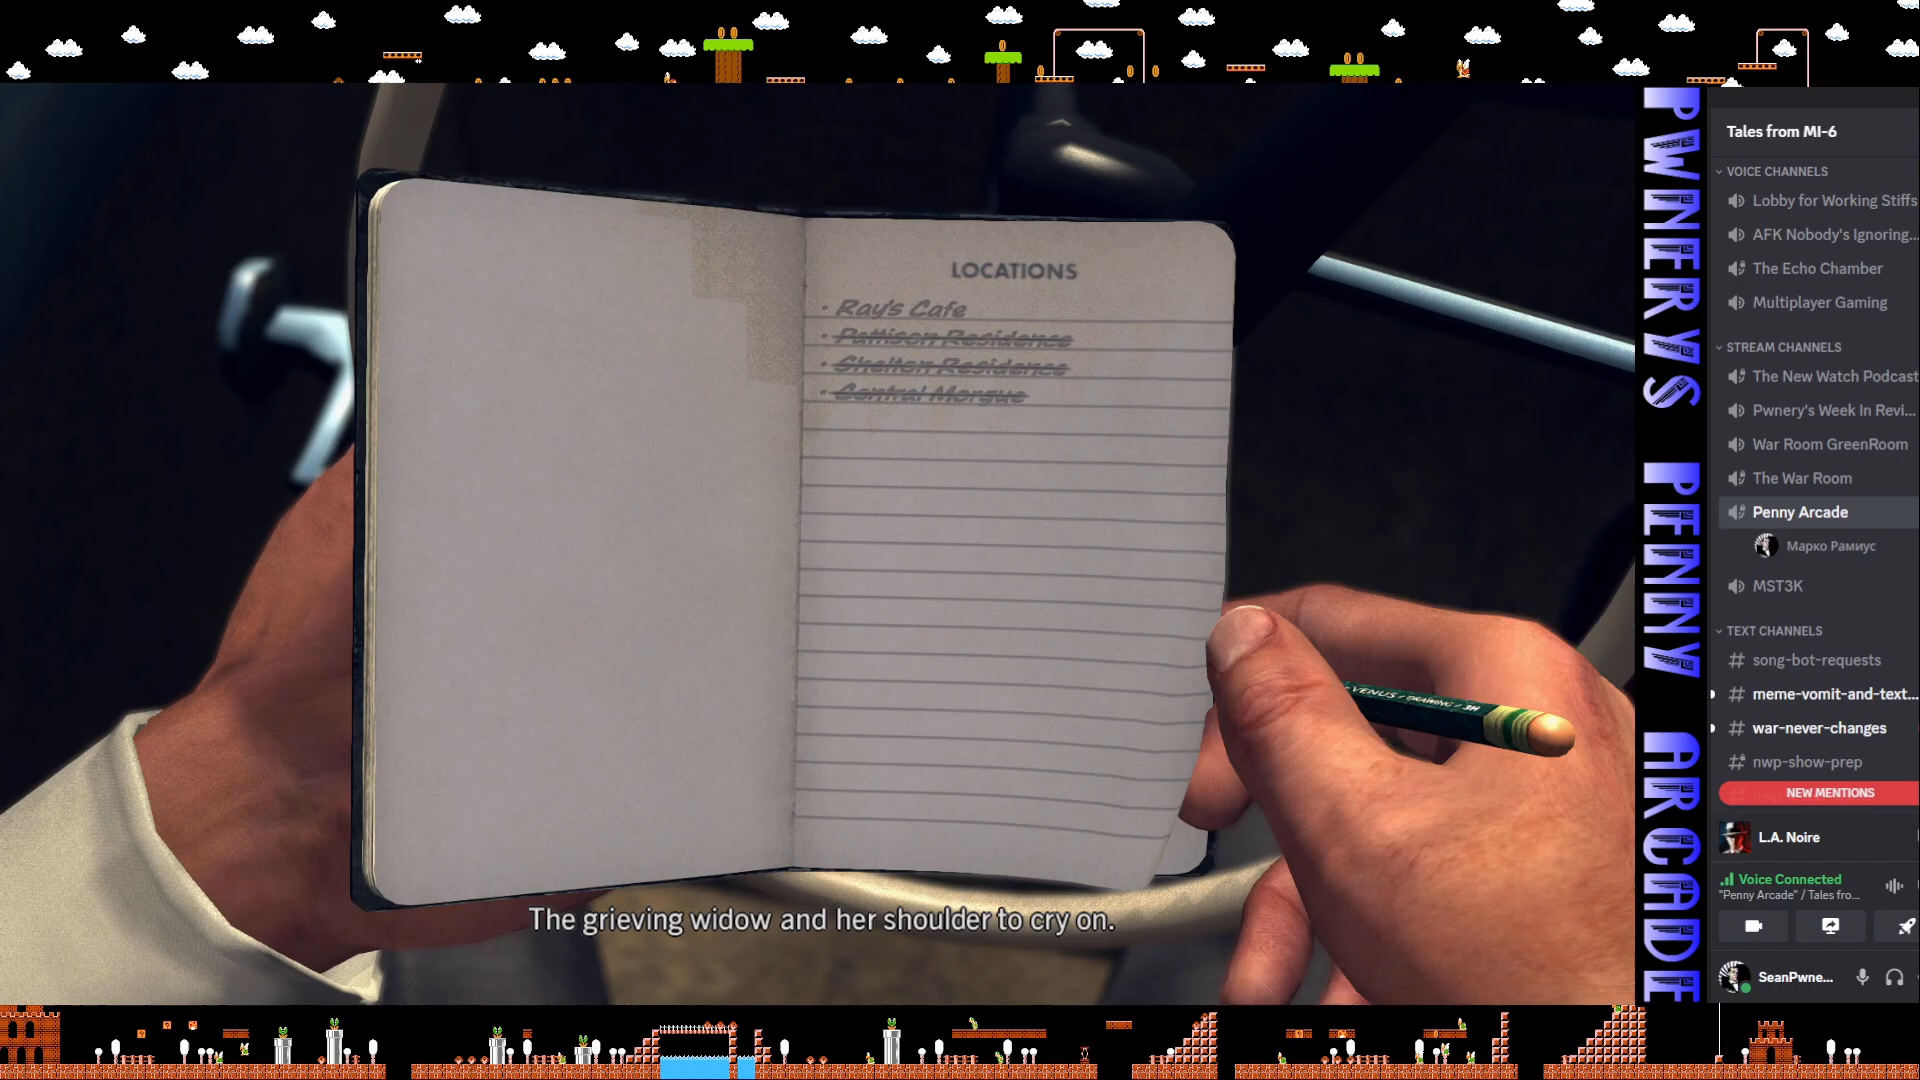 LOCATIONS
· Ray's Cafe
· Pattison Residence
· Shelton Residence
· Central Morgue
VENUS / DRAWING / 3H
The grieving widow and her shoulder to cry on.
PWNERYS PENNY ARCADE
Tales from MI-6
VOICE CHANNELS
Lobby for Working Stiffs
AFK Nobody's Ignoring...
The Echo Chamber
Multiplayer Gaming
STREAM CHANNELS
The New Watch Podcast
Pwnery's Week In Revi...
War Room GreenRoom
The War Room
Penny Arcade
Марко Рамиус
MST3K
TEXT CHANNELS
song-bot-requests
meme-vomit-and-text...
war-never-changes
nwp-show-prep
NEW MENTIONS
L.A. Noire
Voice Connected
"Penny Arcade" / Tales fro...
SeanPwne...